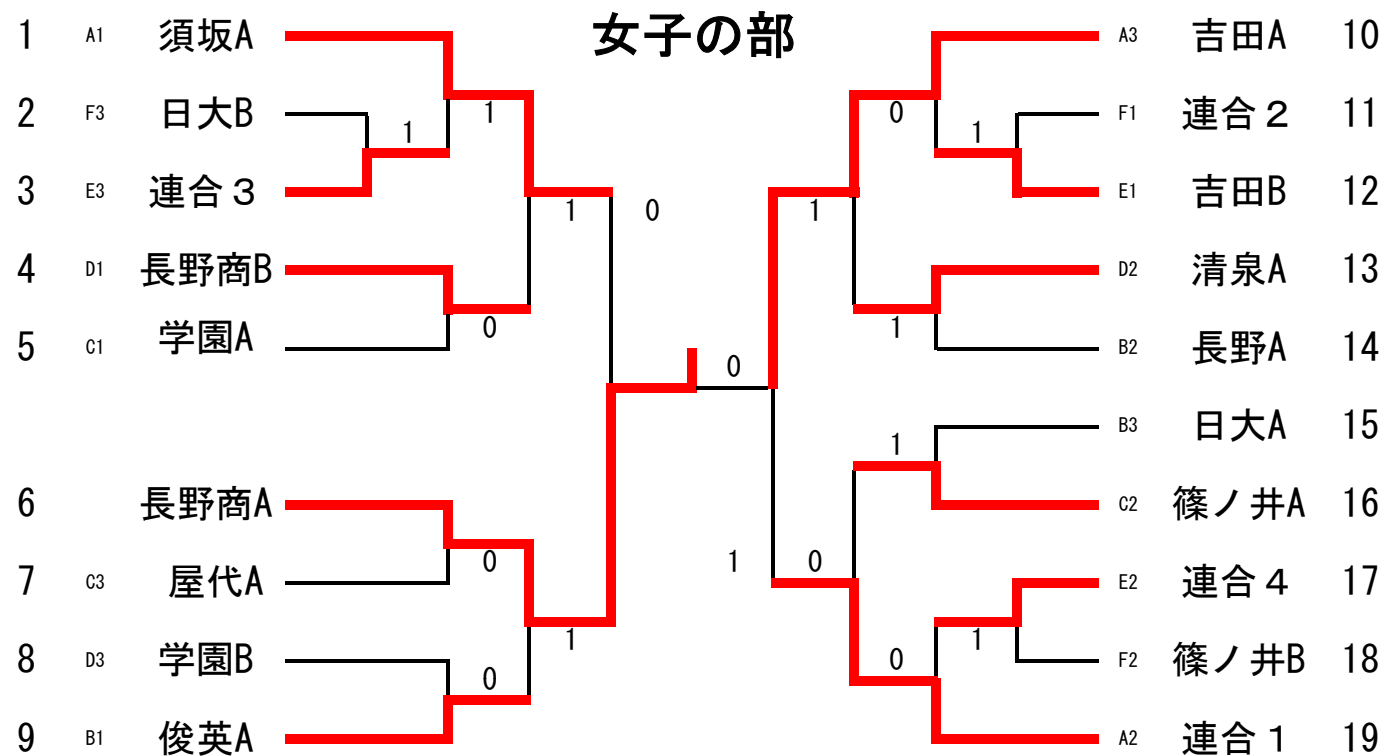 女子の部
1 A1 須坂A
2 F3 日大B
3 E3 連合３
4 D1 長野商B
5 C1 学園A
6 長野商A
7 C3 屋代A
8 D3 学園B
9 B1 俊英A
1
1
0
1
0
0
0
1
0
1
0
1
1
1
1
0
1
0
A3 吉田A 10
F1 連合２ 11
E1 吉田B 12
D2 清泉A 13
B2 長野A 14
B3 日大A 15
C2 篠ノ井A 16
E2 連合４ 17
F2 篠ノ井B 18
A2 連合１ 19